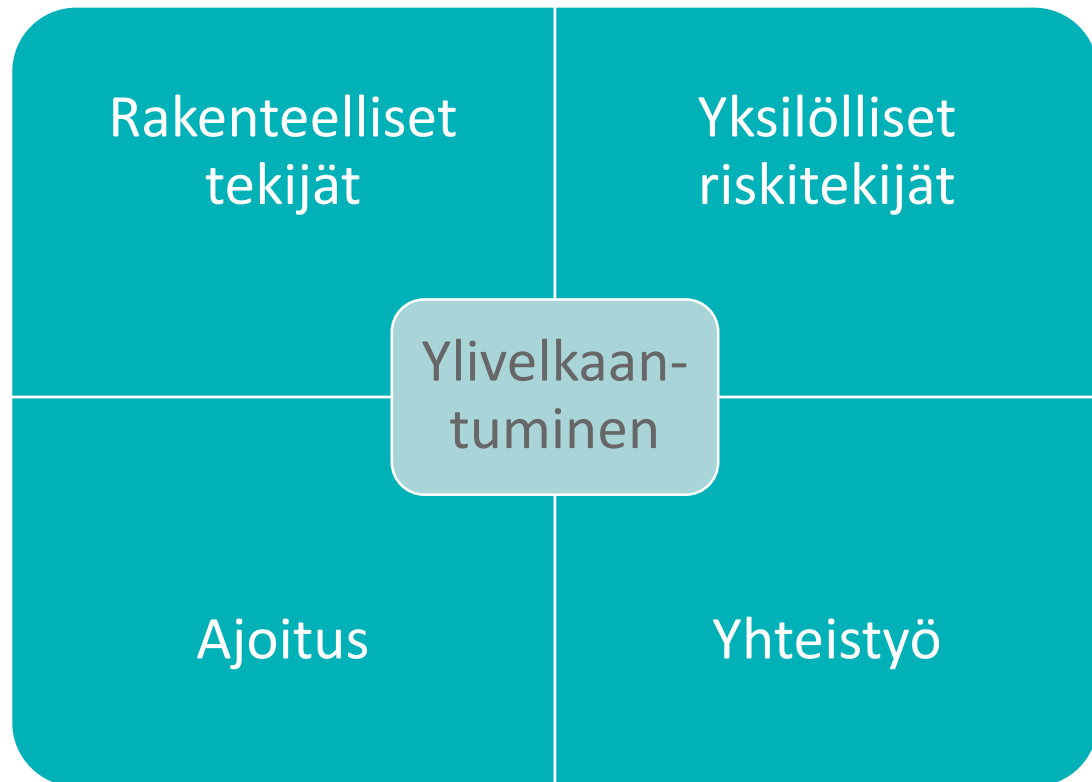 Rakenteelliset
tekijät
Yksilölliset
riskitekijät
Ylivelkaan-
tuminen
Ajoitus
Yhteistyö